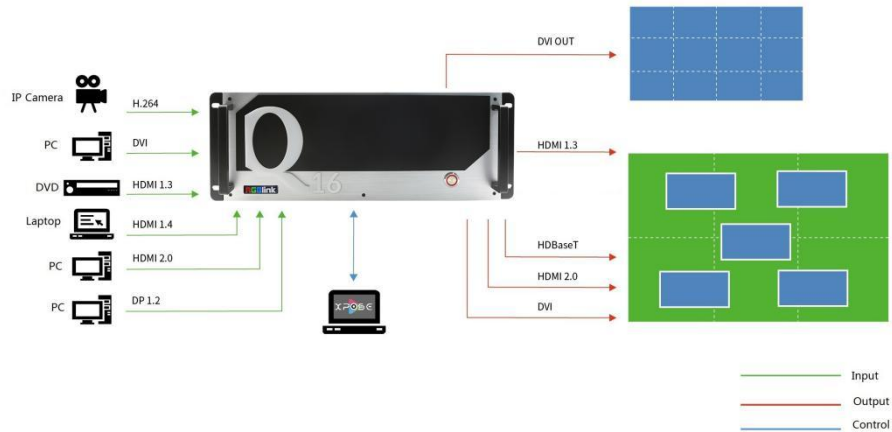 DVI OUT
IP Camera
H.264
PC
DVI
HDMI 1.3
DVD
HDMI 1.3
Laptop
HDMI 1.4
PC
HDMI 2.0
PC
DP 1.2
Q
16
RGBlink
XPOSE
HDBaseT
HDMI 2.0
DVI
Input
Output
Control